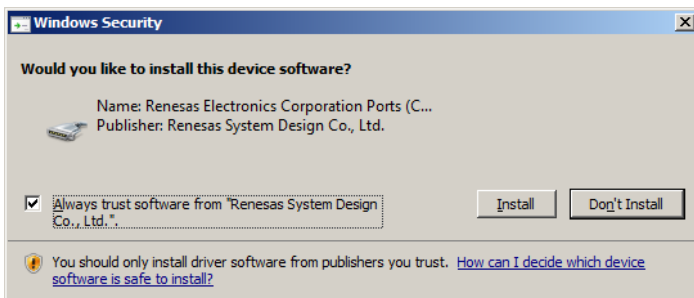 Windows Security
Would you like to install this device software?
Name: Renesas Electronics Corporation Ports (C...
Publisher: Renesas System Design Co., Ltd.
Always trust software from "Renesas System Design
Co., Ltd.".
Install
Don't Install
You should only install driver software from publishers you trust. How can I decide which device
software is safe to install?